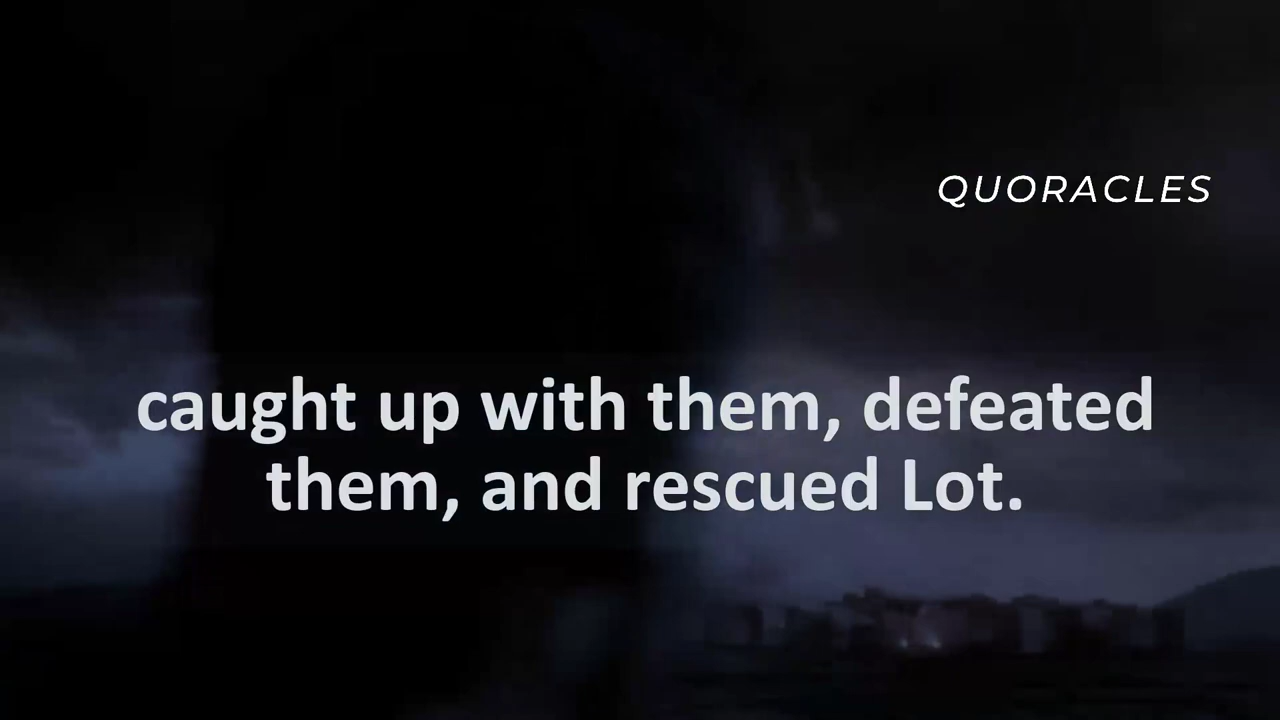 QUORACLES
caught up with them, defeated
them, and rescued Lot.